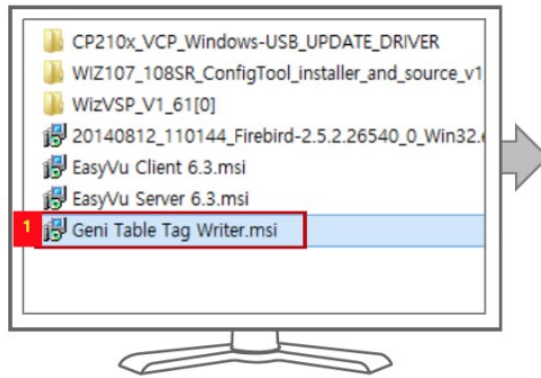 CP210x_VCP_Windows-USB_UPDATE_DRIVER
WIZ107_108SR_ConfigTool_installer_and_source_v1
WizVSP_V1_61[0]
20140812_110144_Firebird-2.5.2.26540_0_Win32.e
EasyVu Client 6.3.msi
EasyVu Server 6.3.msi
1 Geni Table Tag Writer.msi